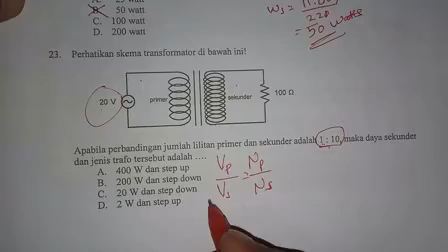 B. 50 watt
C. 100 watt
D. 200 watt
220
= 50 Watts
23. Perhatikan skema transformator di bawah ini!
20 V
primer
sekunder
100 Ω
Apabila perbandingan jumlah lilitan primer dan sekunder adalah 1 : 10, maka daya sekunder
dan jenis trafo tersebut adalah ....
A. 400 W dan step up
B. 200 W dan step down
C. 20 W dan step down
D. 2 W dan step up
Vp = Np
Vs Ns